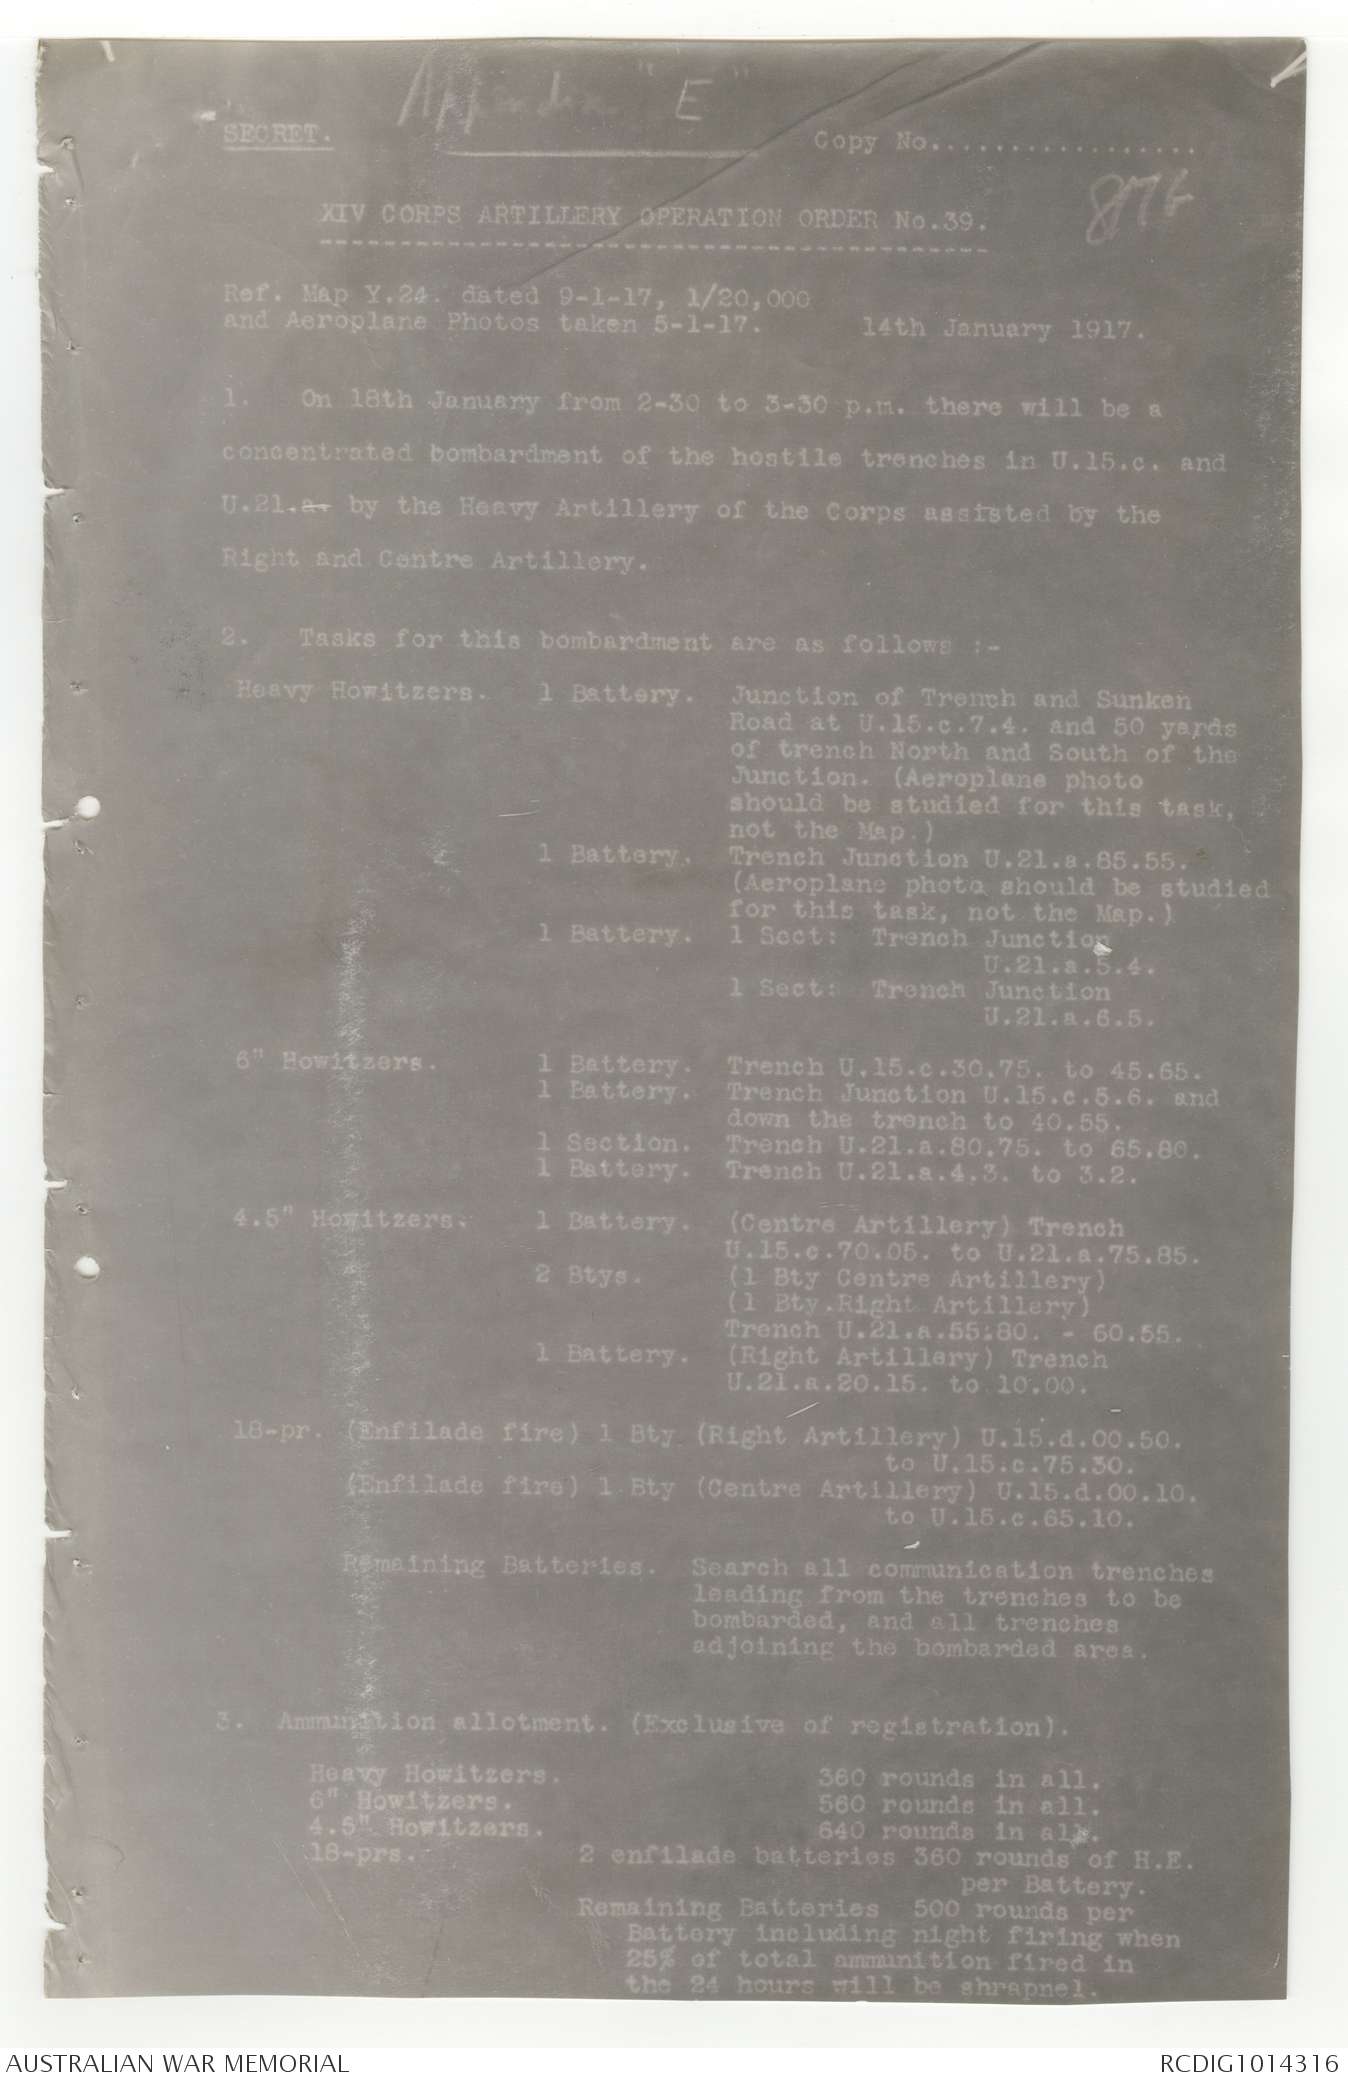 Appendix "E"
SECRET.
Copy No..................
876
XIV CORPS ARTILLERY OPERATION ORDER No.39.
Ref. Map Y.24. dated 9-1-17, 1/20,000
and Aeroplane Photos taken 5-1-17. 14th January 1917.
1. On 18th January from 2-30 to 3-30 p.m. there will be a
concentrated bombardment of the hostile trenches in U.15.c. and
U.21.a. by the Heavy Artillery of the Corps assisted by the
Right and Centre Artillery.
2. Tasks for this bombardment are as follows :-
Heavy Howitzers. 1 Battery. Junction of Trench and Sunken
Road at U.15.c.7.4. and 50 yards
of trench North and South of the
Junction. (Aeroplane photo
should be studied for this task,
not the Map.)
1 Battery. Trench Junction U.21.a.85.55.
(Aeroplane photo should be studied
for this task, not the Map.)
1 Battery. 1 Sect: Trench Junction
U.21.a.5.4.
1 Sect: Trench Junction
U.21.a.6.5.
6" Howitzers. 1 Battery. Trench U.15.c.30.75. to 45.65.
1 Battery. Trench Junction U.15.c.5.6. and
down the trench to 40.55.
1 Section. Trench U.21.a.80.75. to 65.80.
1 Battery. Trench U.21.a.4.3. to 3.2.
4.5" Howitzers. 1 Battery. (Centre Artillery) Trench
U.15.c.70.05. to U.21.a.75.85.
2 Btys. (1 Bty Centre Artillery)
(1 Bty.Right Artillery)
Trench U.21.a.55:80. - 60.55.
1 Battery. (Right Artillery) Trench
U.21.a.20.15. to 10.00.
18-pr. (Enfilade fire) 1 Bty (Right Artillery) U.15.d.00.50.
to U.15.c.75.30.
(Enfilade fire) 1 Bty (Centre Artillery) U.15.d.00.10.
to U.15.c.65.10.
Remaining Batteries. Search all communication trenches
leading from the trenches to be
bombarded, and all trenches
adjoining the bombarded area.
3. Ammunition allotment. (Exclusive of registration).
Heavy Howitzers. 360 rounds in all.
6" Howitzers. 560 rounds in all.
4.5" Howitzers. 640 rounds in all.
18-prs. 2 enfilade batteries 360 rounds of H.E.
per Battery.
Remaining Batteries 500 rounds per
Battery including night firing when
25% of total ammunition fired in
the 24 hours will be shrapnel.
AUSTRALIAN WAR MEMORIAL
RCDIG1014316